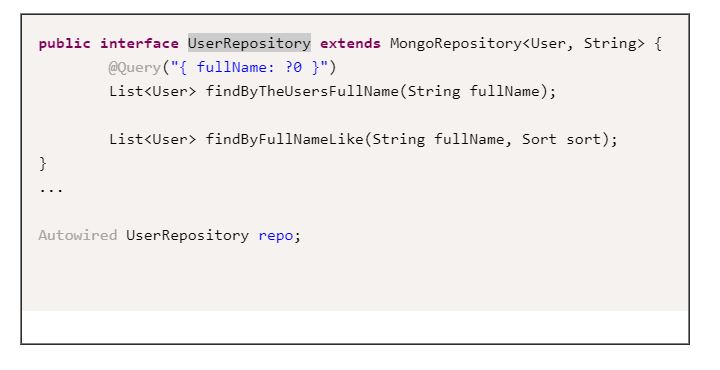 public interface UserRepository extends MongoRepository<User, String> {
@Query("{ fullName: ?0 }")
List<User> findByTheUsersFullName(String fullName);
List<User> findByFullNameLike(String fullName, Sort sort);
}
...
Autowired UserRepository repo;